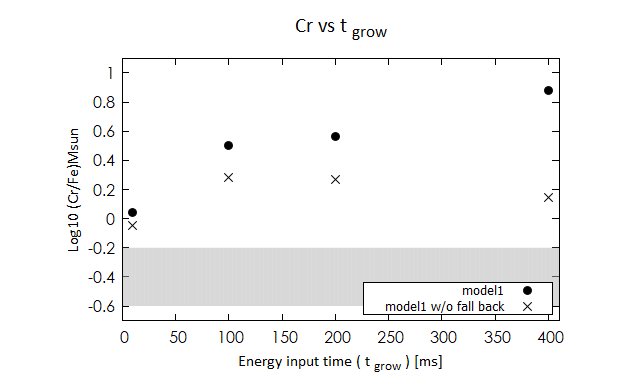 Cr vs t grow
1
0.8
0.6
0.4
0.2
0
-0.2
-0.4
-0.6
Log10 (Cr/Fe)Msun
model1
model1 w/o fall back
0 50 100 150 200 250 300 350 400
Energy input time ( t grow ) [ms]